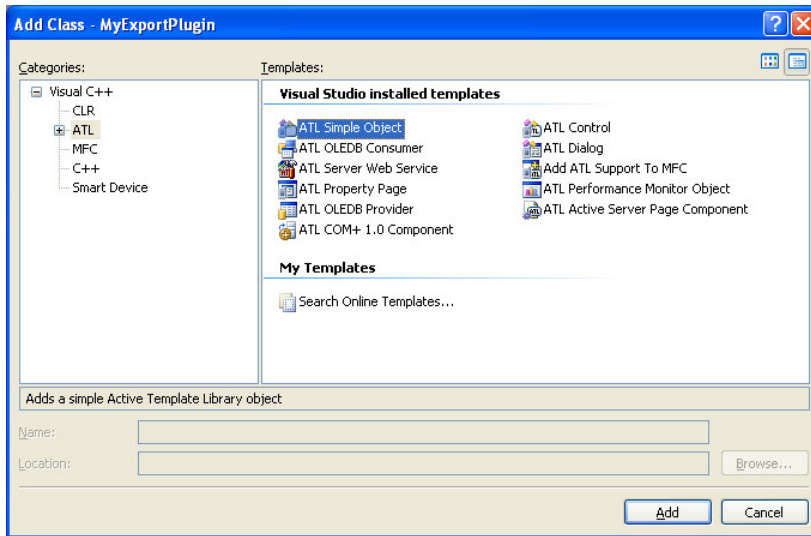 Add Class - MyExportPlugin
Categories:
Templates:
Visual C++
CLR
ATL
MFC
C++
Smart Device
Visual Studio installed templates
ATL Simple Object
ATL OLEDB Consumer
ATL Server Web Service
ATL Property Page
ATL OLEDB Provider
ATL COM+ 1.0 Component
ATL Control
ATL Dialog
Add ATL Support To MFC
ATL Performance Monitor Object
ATL Active Server Page Component
My Templates
Search Online Templates...
Adds a simple Active Template Library object
Name:
Location:
Browse...
Add
Cancel